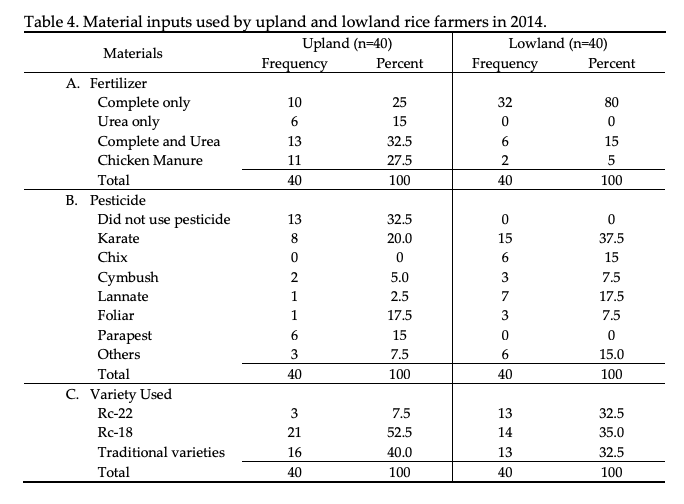 Table 4. Material inputs used by upland and lowland rice farmers in 2014.
Materials Upland (n=40) Lowland (n=40)
Frequency Percent Frequency Percent
A. Fertilizer
Complete only 10 25 32 80
Urea only 6 15 0 0
Complete and Urea 13 32.5 6 15
Chicken Manure 11 27.5 2 5
Total 40 100 40 100
B. Pesticide
Did not use pesticide 13 32.5 0 0
Karate 8 20.0 15 37.5
Chix 0 0 6 15
Cymbush 2 5.0 3 7.5
Lannate 1 2.5 7 17.5
Foliar 1 17.5 3 7.5
Parapest 6 15 0 0
Others 3 7.5 6 15.0
Total 40 100 40 100
C. Variety Used
Rc-22 3 7.5 13 32.5
Rc-18 21 52.5 14 35.0
Traditional varieties 16 40.0 13 32.5
Total 40 100 40 100